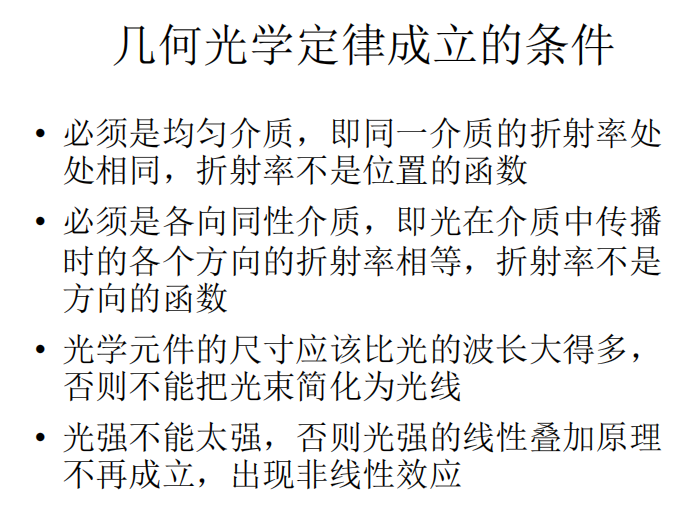 几何光学定律成立的条件
• 必须是均匀介质，即同一介质的折射率处
处相同，折射率不是位置的函数
• 必须是各向同性介质，即光在介质中传播
时的各个方向的折射率相等，折射率不是
方向的函数
• 光学元件的尺寸应该比光的波长大得多，
否则不能把光束简化为光线
• 光强不能太强，否则光强的线性叠加原理
不再成立，出现非线性效应